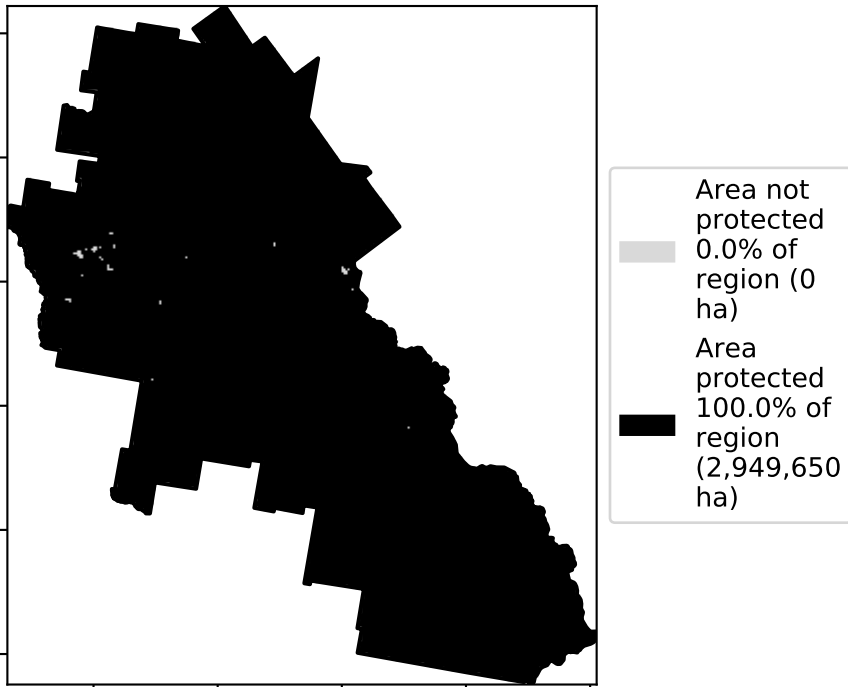 Area not
protected
0.0% of
region (0
ha)
Area
protected
100.0% of
region
(2,949,650
ha)